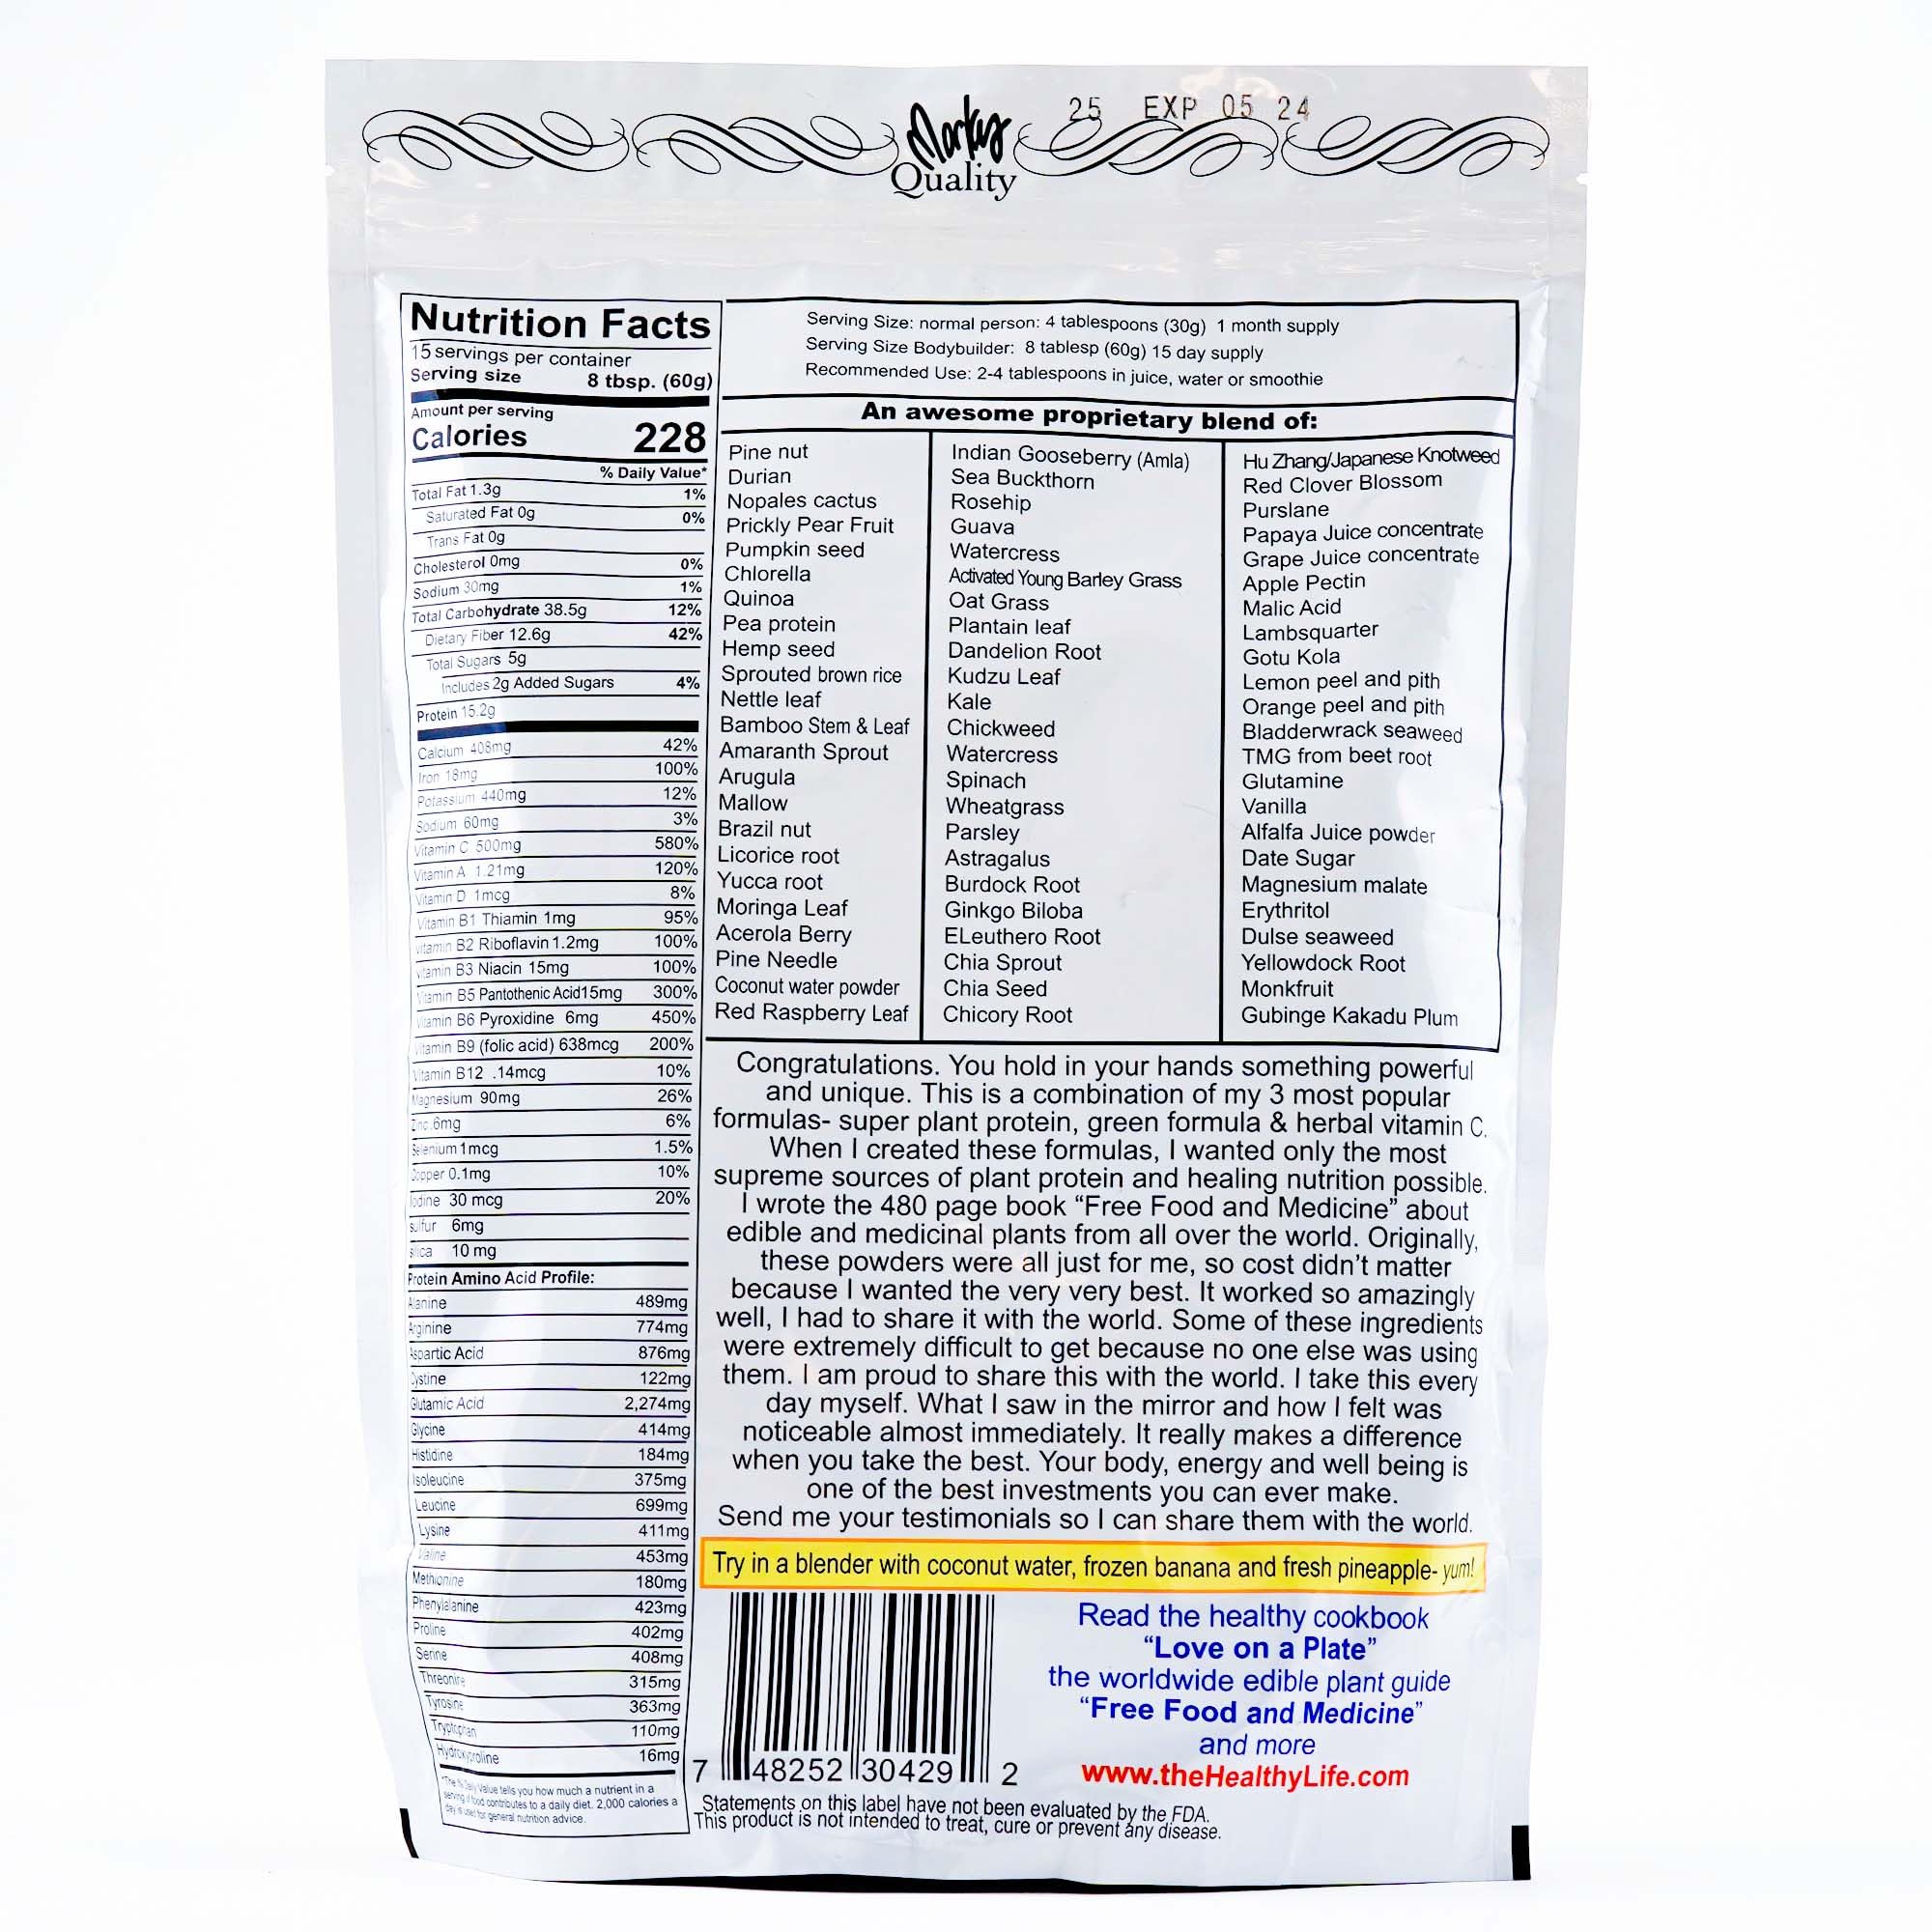 Markus
Quality
25 EXP 05 24
Nutrition Facts
15 servings per container
Serving size 8 tbsp. (60g)
Amount per serving
Calories 228
% Daily Value*
Total Fat 1.3g 1%
Saturated Fat 0g 0%
Trans Fat 0g
Cholesterol 0mg 0%
Sodium 30mg 1%
Total Carbohydrate 38.5g 12%
Dietary Fiber 12.6g 42%
Total Sugars 5g
Includes 2g Added Sugars 4%
Protein 15.2g
Calcium 408mg 42%
Iron 18mg 100%
Potassium 440mg 12%
Sodium 60mg 3%
Vitamin C 500mg 580%
Vitamin A 1.21mg 120%
Vitamin D 1mcg 8%
Vitamin B1 Thiamin 1mg 95%
vitamin B2 Riboflavin 1.2mg 100%
vitamin B3 Niacin 15mg 100%
Vitamin B5 Pantothenic Acid15mg 300%
Vitamin B6 Pyroxidine 6mg 450%
Vitamin B9 (folic acid) 638mcg 200%
Vitamin B12 .14mcg 10%
Magnesium 90mg 26%
Zinc .6mg 6%
Selenium 1mcg 1.5%
Copper 0.1mg 10%
Iodine 30 mcg 20%
sulfur 6mg
silica 10 mg
Protein Amino Acid Profile:
Alanine 489mg
Arginine 774mg
Aspartic Acid 876mg
Cystine 122mg
Glutamic Acid 2,274mg
Glycine 414mg
Histidine 184mg
Isoleucine 375mg
Leucine 699mg
Lysine 411mg
Valine 453mg
Methionine 180mg
Phenylalanine 423mg
Proline 402mg
Serine 408mg
Threonine 315mg
Tyrosine 363mg
Tryptophan 110mg
Hydroxyproline 16mg
*The % Daily Value tells you how much a nutrient in a
serving of food contributes to a daily diet. 2,000 calories a
day is used for general nutrition advice.
Serving Size: normal person: 4 tablespoons (30g) 1 month supply
Serving Size Bodybuilder: 8 tablesp (60g) 15 day supply
Recommended Use: 2-4 tablespoons in juice, water or smoothie
An awesome proprietary blend of:
Pine nut
Durian
Nopales cactus
Prickly Pear Fruit
Pumpkin seed
Chlorella
Quinoa
Pea protein
Hemp seed
Sprouted brown rice
Nettle leaf
Bamboo Stem & Leaf
Amaranth Sprout
Arugula
Mallow
Brazil nut
Licorice root
Yucca root
Moringa Leaf
Acerola Berry
Pine Needle
Coconut water powder
Red Raspberry Leaf
Indian Gooseberry (Amla)
Sea Buckthorn
Rosehip
Guava
Watercress
Activated Young Barley Grass
Oat Grass
Plantain leaf
Dandelion Root
Kudzu Leaf
Kale
Chickweed
Watercress
Spinach
Wheatgrass
Parsley
Astragalus
Burdock Root
Ginkgo Biloba
ELeuthero Root
Chia Sprout
Chia Seed
Chicory Root
Hu Zhang/Japanese Knotweed
Red Clover Blossom
Purslane
Papaya Juice concentrate
Grape Juice concentrate
Apple Pectin
Malic Acid
Lambsquarter
Gotu Kola
Lemon peel and pith
Orange peel and pith
Bladderwrack seaweed
TMG from beet root
Glutamine
Vanilla
Alfalfa Juice powder
Date Sugar
Magnesium malate
Erythritol
Dulse seaweed
Yellowdock Root
Monkfruit
Gubinge Kakadu Plum
Congratulations. You hold in your hands something powerful
and unique. This is a combination of my 3 most popular
formulas- super plant protein, green formula & herbal vitamin C.
When I created these formulas, I wanted only the most
supreme sources of plant protein and healing nutrition possible.
I wrote the 480 page book “Free Food and Medicine” about
edible and medicinal plants from all over the world. Originally,
these powders were all just for me, so cost didn’t matter
because I wanted the very very best. It worked so amazingly
well, I had to share it with the world. Some of these ingredients
were extremely difficult to get because no one else was using
them. I am proud to share this with the world. I take this every
day myself. What I saw in the mirror and how I felt was
noticeable almost immediately. It really makes a difference
when you take the best. Your body, energy and well being is
one of the best investments you can ever make.
Send me your testimonials so I can share them with the world.
Try in a blender with coconut water, frozen banana and fresh pineapple- yum!
7 48252 30429 2
Read the healthy cookbook
“Love on a Plate”
the worldwide edible plant guide
“Free Food and Medicine”
and more
www.theHealthyLife.com
Statements on this label have not been evaluated by the FDA.
This product is not intended to treat, cure or prevent any disease.